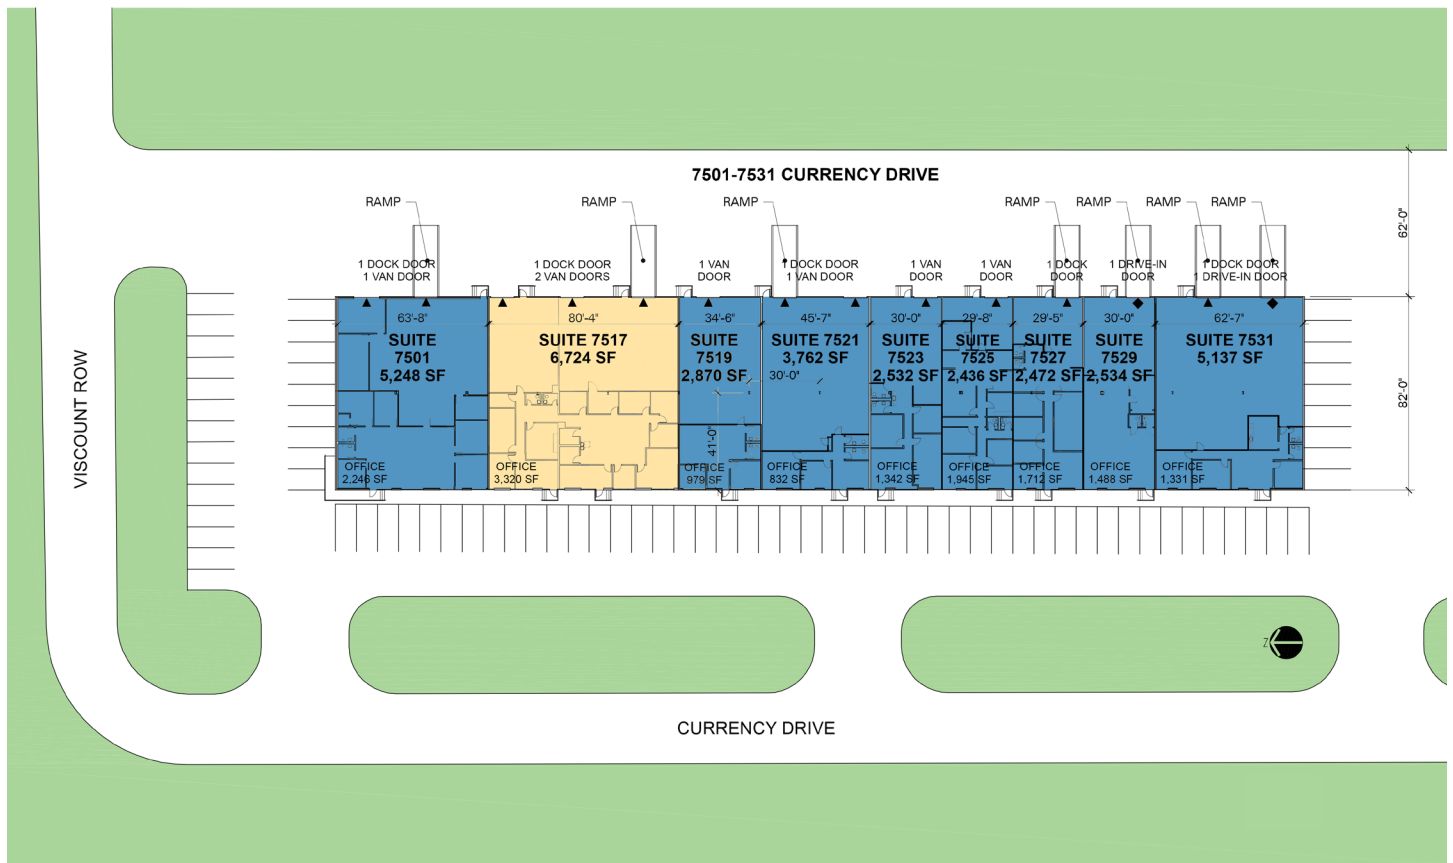 7501-7531 CURRENCY DRIVE
RAMP
RAMP
RAMP
RAMP
RAMP
RAMP
RAMP
62'-0"
1 DOCK DOOR
1 VAN DOOR
1 DOCK DOOR
2 VAN DOORS
1 VAN
DOOR
1 DOCK DOOR
1 VAN DOOR
1 VAN
DOOR
1 VAN
DOOR
1 DOCK
DOOR
1 DRIVE-IN
DOOR
1 DOCK DOOR
1 DRIVE-IN DOOR
63'-8"
80'-4"
34'-6"
45'-7"
30'-0"
29'-8"
29'-5"
30'-0"
62'-7"
SUITE
7501
5,248 SF
SUITE 7517
6,724 SF
SUITE
7519
2,870 SF
SUITE 7521
3,762 SF
SUITE
7523
2,532 SF
SUITE
7525
2,436 SF
SUITE
7527
2,472 SF
SUITE
7529
2,534 SF
SUITE 7531
5,137 SF
30'-0"
41'-0"
82'-0"
OFFICE
2,246 SF
OFFICE
3,320 SF
OFFICE
979 SF
OFFICE
832 SF
OFFICE
1,342 SF
OFFICE
1,945 SF
OFFICE
1,712 SF
OFFICE
1,488 SF
OFFICE
1,331 SF
VISCOUNT ROW
Z
CURRENCY DRIVE